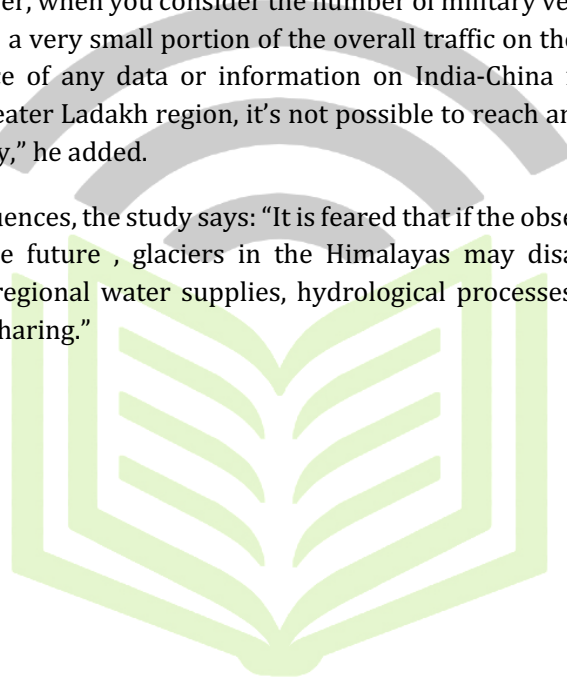 er, when you consider the number of military ve
a very small portion of the overall traffic on the
ce of any data or information on India-China
eater Ladakh region, it’s not possible to reach an
y,” he added.
uences, the study says: “It is feared that if the obse
e future , glaciers in the Himalayas may disa
regional water supplies, hydrological processes
haring.”